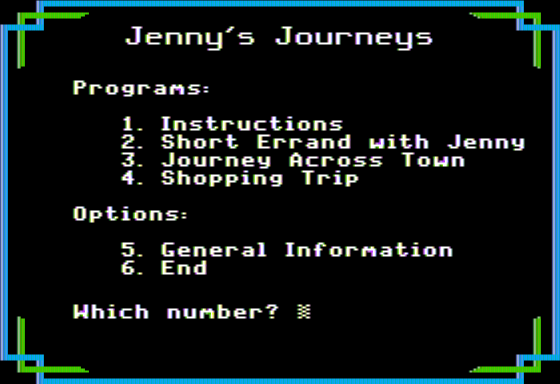 Jenny's Journeys
Programs:
1. Instructions
2. Short Errand with Jenny
3. Journey Across Town
4. Shopping Trip
Options:
5. General Information
6. End
Which number?